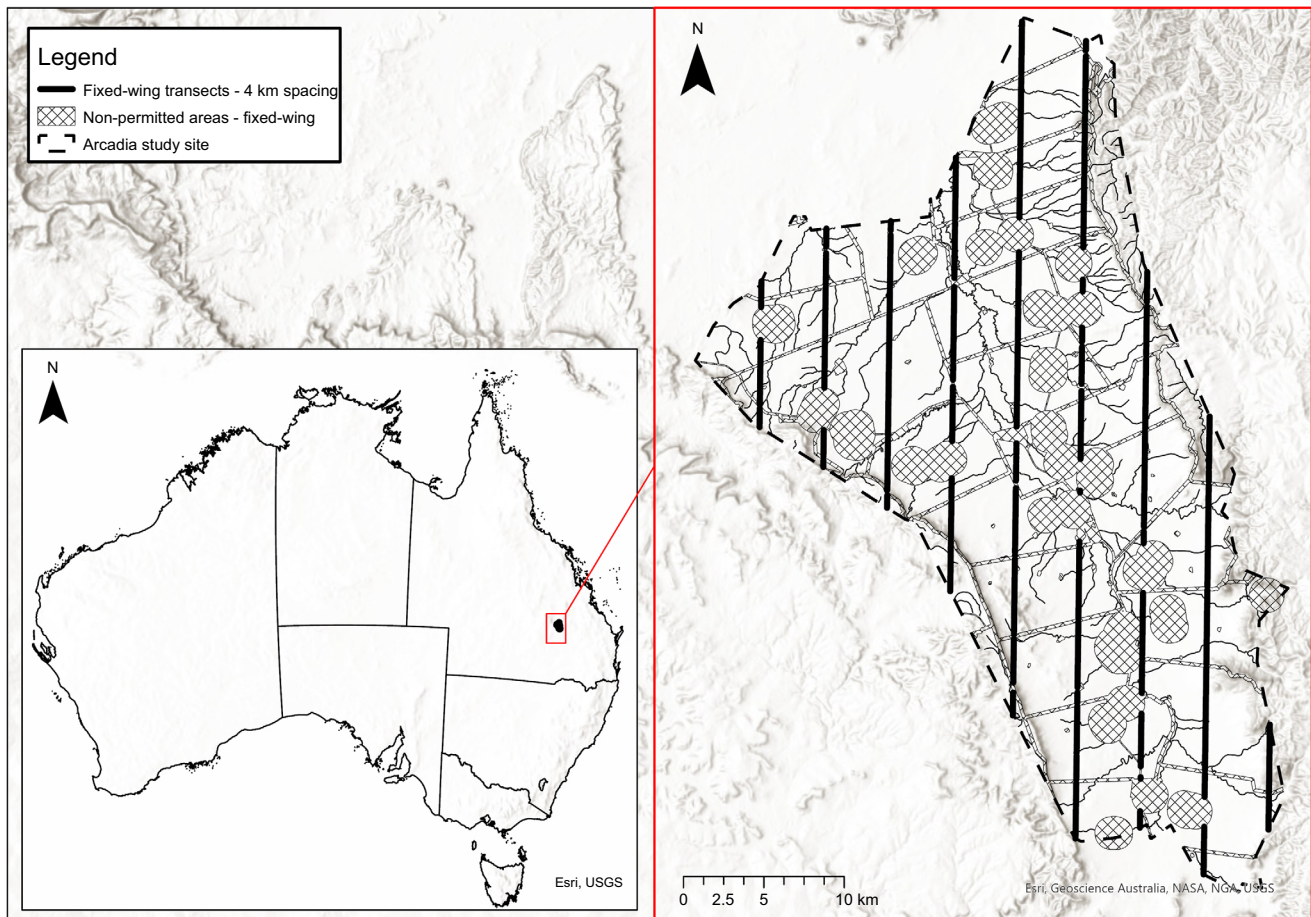 Legend
Fixed-wing transects - 4 km spacing
Non-permitted areas - fixed-wing
Arcadia study site
N
Esri, USGS
N
0 2.5 5 10 km
Esri, Geoscience Australia, NASA, NGA, USGS